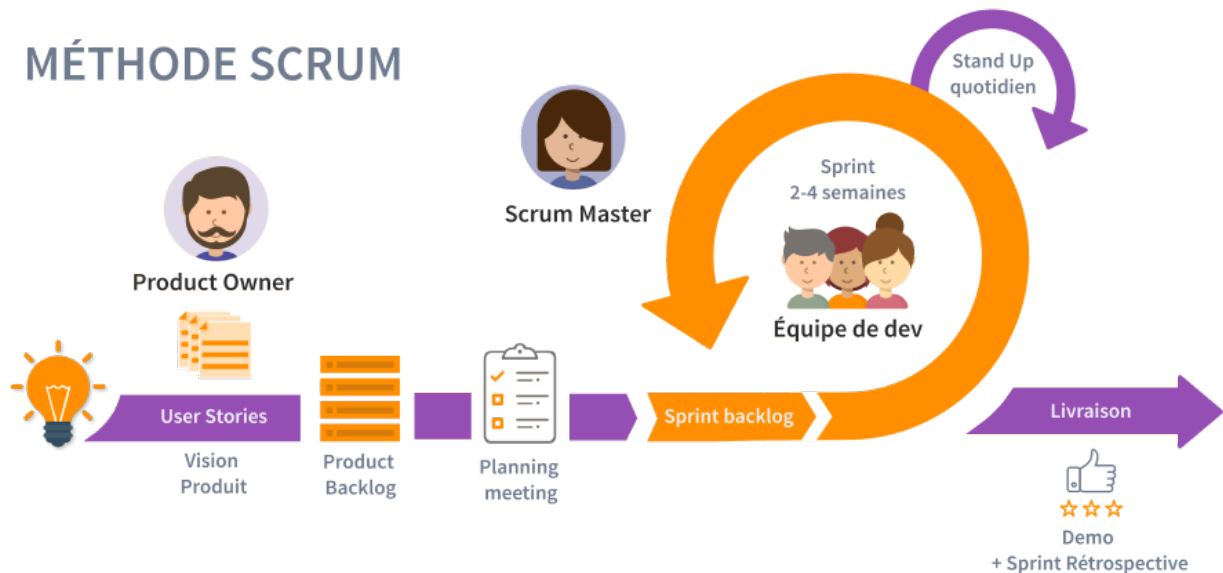 MÉTHODE SCRUM
Product Owner
Scrum Master
Stand Up
quotidien
Sprint
2-4 semaines
Équipe de dev
User Stories
Vision
Produit
Product
Backlog
Planning
meeting
Sprint backlog
Livraison
Demo
+ Sprint Rétrospective